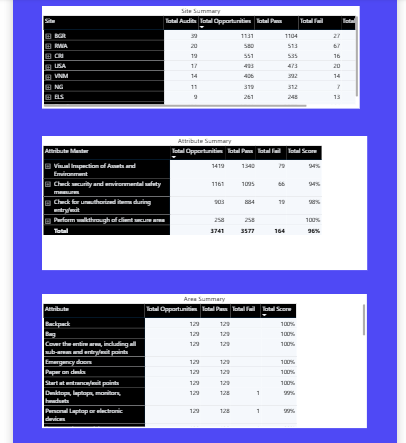 Site Summary
Site Total Audits Total Opportunities Total Pass Total Fail Total
BGR 39 1131 1104 27
RWA 20 580 513 67
CRI 19 551 535 16
USA 17 493 473 20
VNM 14 406 392 14
NG 11 319 312 7
ELS 9 261 248 13
Attribute Summary
Attribute Master Total Opportunities Total Pass Total Fail Total Score
Visual Inspection of Assets and 1419 1340 79 94%
Environment
Check security and environmental safety 1161 1095 66 94%
measures
Check for unauthorized items during 903 884 19 98%
entry/exit
Perform walkthrough of client secure area 258 258 100%
Total 3741 3577 164 96%
Area Summary
Attribute Total Opportunities Total Pass Total Fail Total Score
Backpack 129 129 100%
Bag 129 129 100%
Cover the entire area, including all 129 129 100%
sub-areas and entry/exit points
Emergency doors 129 129 100%
Paper on desks 129 129 100%
Start at entrance/exit points 129 129 100%
Desktops, laptops, monitors, 129 128 1 99%
headsets
Personal Laptop or electronic 129 128 1 99%
devices